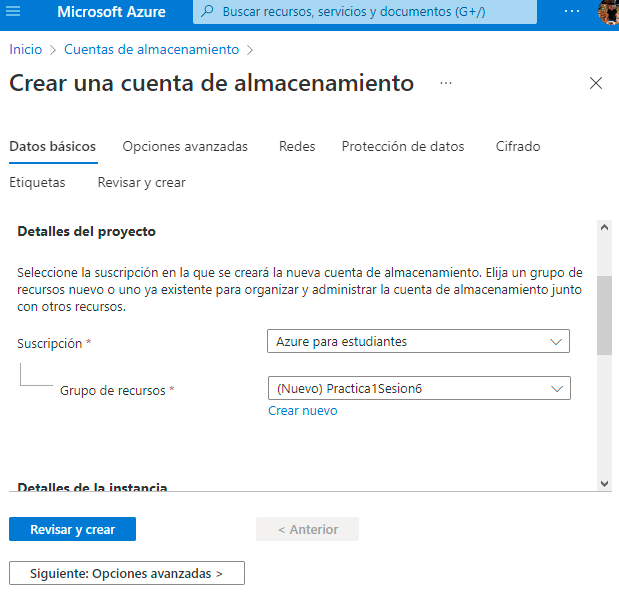 Microsoft Azure
Buscar recursos, servicios y documentos (G+/)
Inicio > Cuentas de almacenamiento >
Crear una cuenta de almacenamiento ...
Datos básicos Opciones avanzadas Redes Protección de datos Cifrado
Etiquetas Revisar y crear
Detalles del proyecto
Seleccione la suscripción en la que se creará la nueva cuenta de almacenamiento. Elija un grupo de
recursos nuevo o uno ya existente para organizar y administrar la cuenta de almacenamiento junto
con otros recursos.
Suscripción * Azure para estudiantes
Grupo de recursos * (Nuevo) Practica1Sesion6
Crear nuevo
Detalles de la instancia
Revisar y crear < Anterior
Siguiente: Opciones avanzadas >